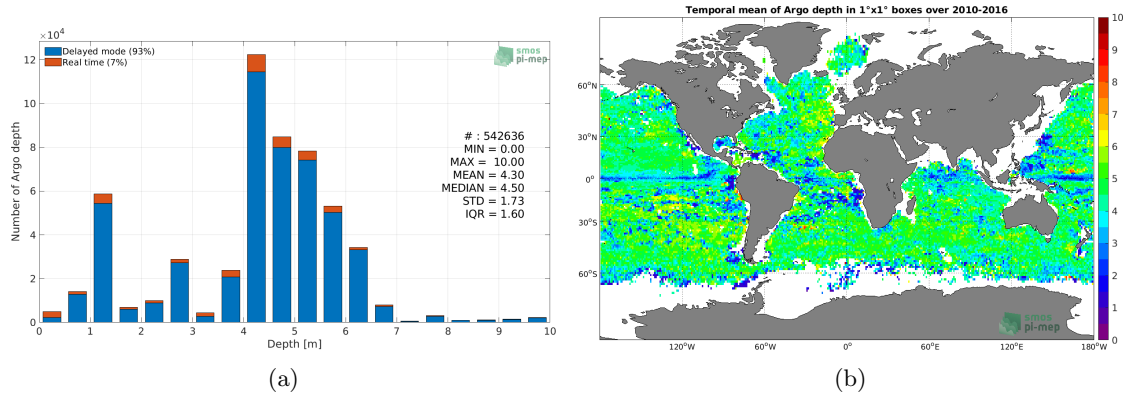 ×10⁴
Delayed mode (93%)
Real time (7%)
smos
pi-mep
12
10
8
6
4
2
0
Number of Argo depth
# : 542636
MIN = 0.00
MAX = 10.00
MEAN = 4.30
MEDIAN = 4.50
STD = 1.73
IQR = 1.60
0 1 2 3 4 5 6 7 8 9 10
Depth [m]
(a)
Temporal mean of Argo depth in 1°x1° boxes over 2010-2016
60°N
30°N
0°
30°S
60°S
120°W 60°W 0° 60°E 120°E 180°W
smos
pi-mep
10
9
8
7
6
5
4
3
2
1
0
(b)